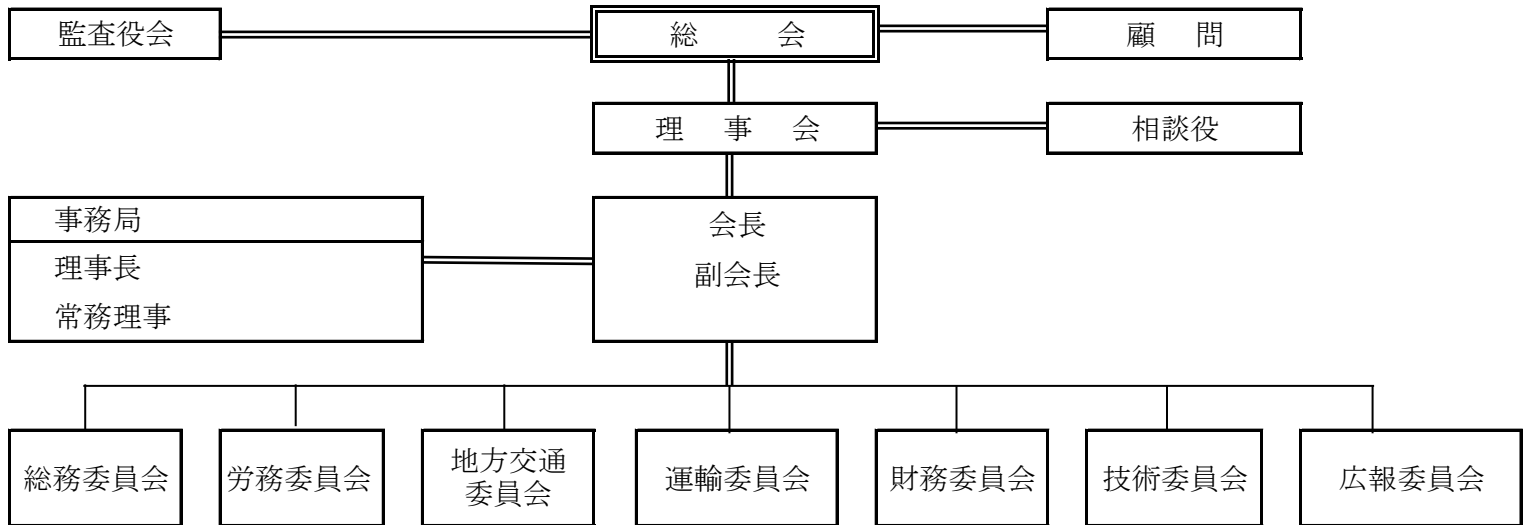 監査役会
総　会
顧　問
理　事　会
相談役
事務局
理事長
常務理事
会長
副会長
総務委員会
労務委員会
地方交通
委員会
運輸委員会
財務委員会
技術委員会
広報委員会